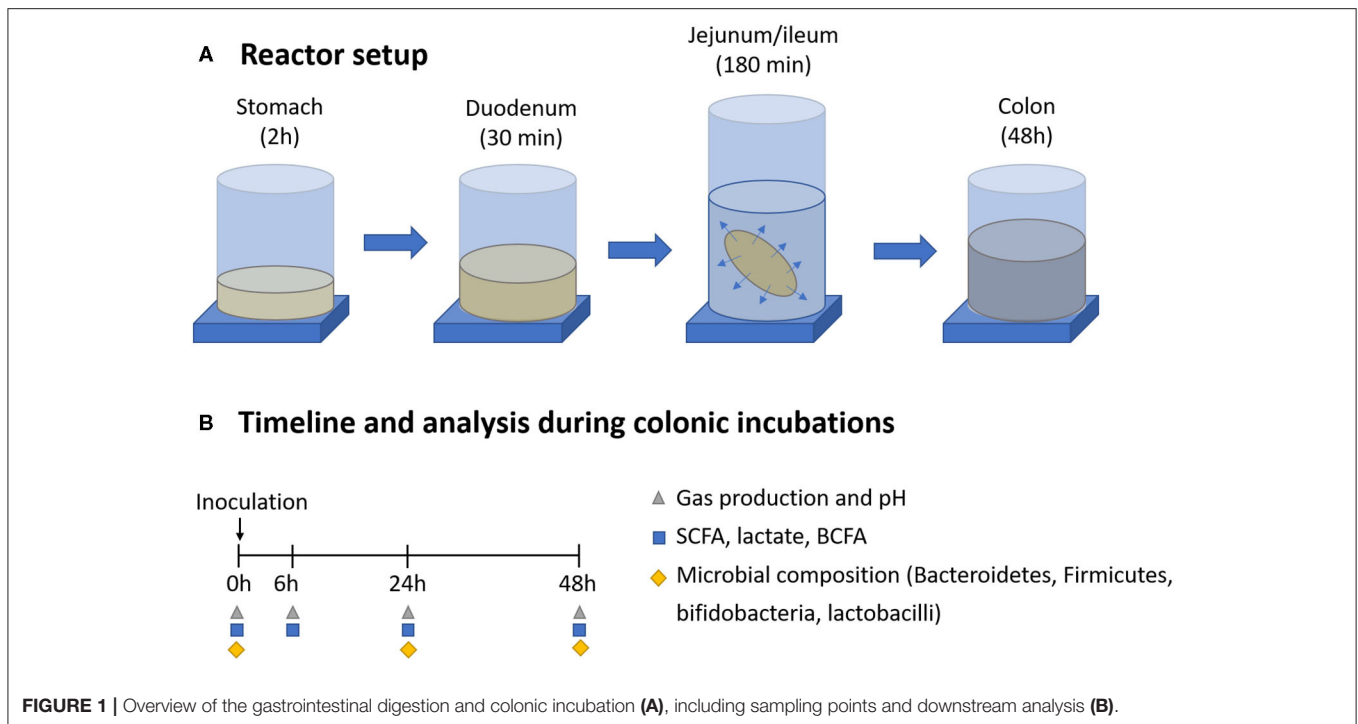 A Reactor setup
Stomach
(2h)
Duodenum
(30 min)
Jejunum/ileum
(180 min)
Colon
(48h)
B Timeline and analysis during colonic incubations
Inoculation
0h 6h 24h 48h
Gas production and pH
SCFA, lactate, BCFA
Microbial composition (Bacteroidetes, Firmicutes,
bifidobacteria, lactobacilli)
FIGURE 1 | Overview of the gastrointestinal digestion and colonic incubation (A), including sampling points and downstream analysis (B).